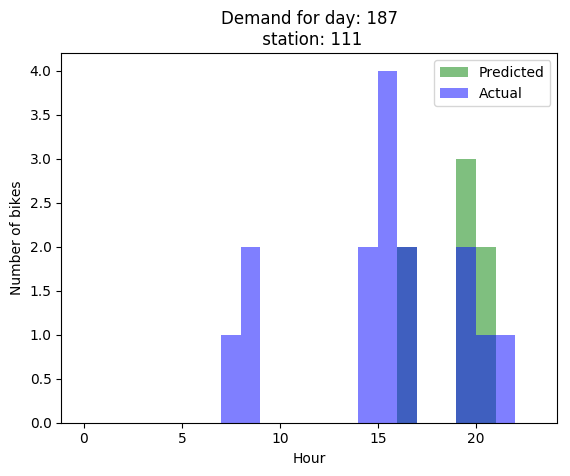 Demand for day: 187
station: 111
Predicted
Actual
Number of bikes
4.0
3.5
3.0
2.5
2.0
1.5
1.0
0.5
0.0
0 5 10 15 20
Hour